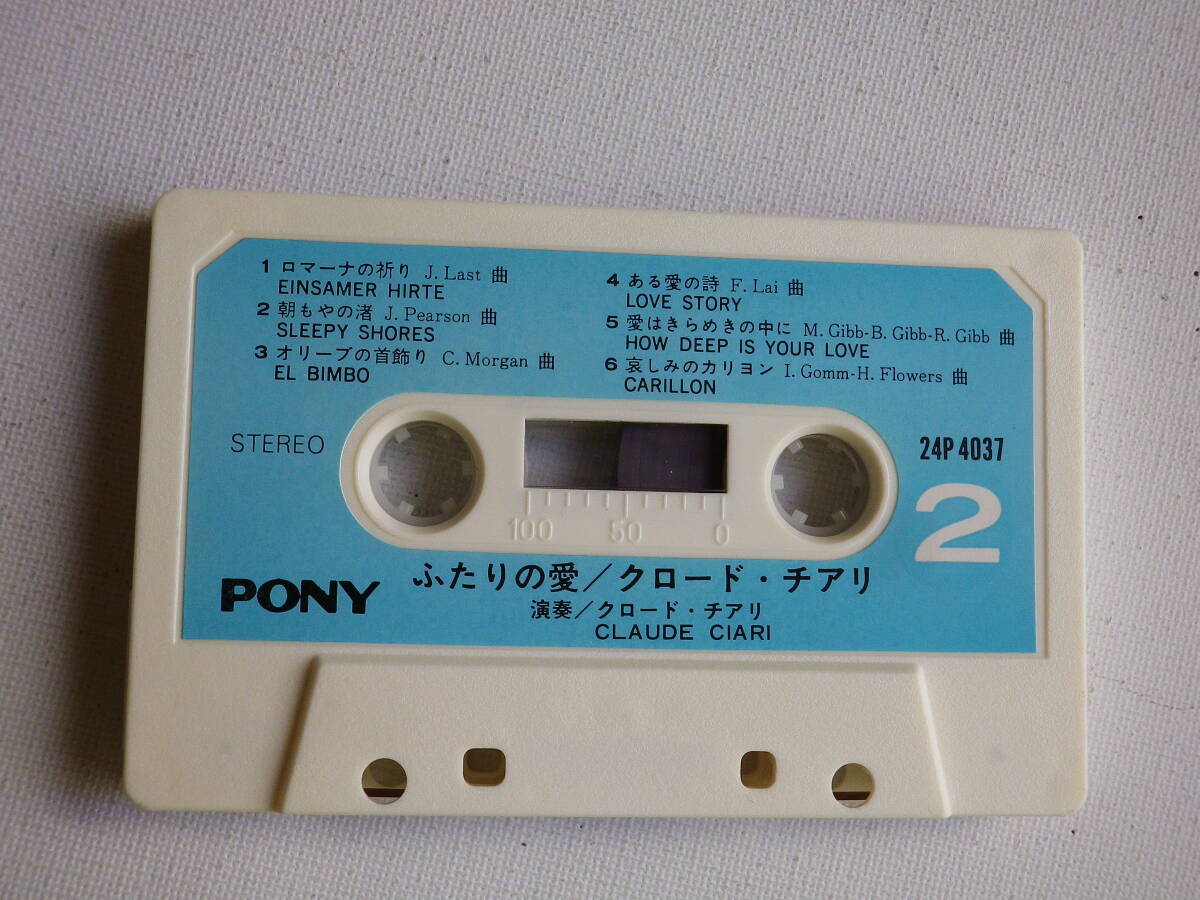 1 ロマーナの祈り J. Last 曲
EINSAMER HIRTE
2 朝もやの渚 J. Pearson 曲
SLEEPY SHORES
3 オリーブの首飾り C. Morgan 曲
EL BIMBO
4 ある愛の詩 F. Lai 曲
LOVE STORY
5 愛はきらめきの中に M. Gibb-B. Gibb-R. Gibb 曲
HOW DEEP IS YOUR LOVE
6 哀しみのカリヨン I. Gomm-H. Flowers 曲
CARILLON
STEREO
24P 4037
100 50 0
2
PONY
ふたりの愛／クロード・チアリ
演奏／クロード・チアリ
CLAUDE CIARI